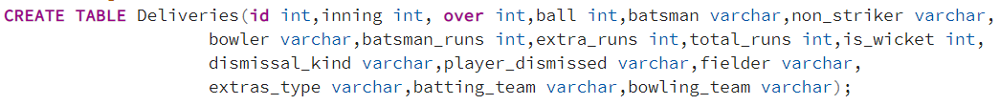 CREATE TABLE Deliveries(id int,inning int, over int,ball int,batsman varchar,non_striker varchar,
bowler varchar,batsman_runs int,extra_runs int,total_runs int,is_wicket int,
dismissal_kind varchar,player_dismissed varchar,fielder varchar,
extras_type varchar,batting_team varchar,bowling_team varchar);